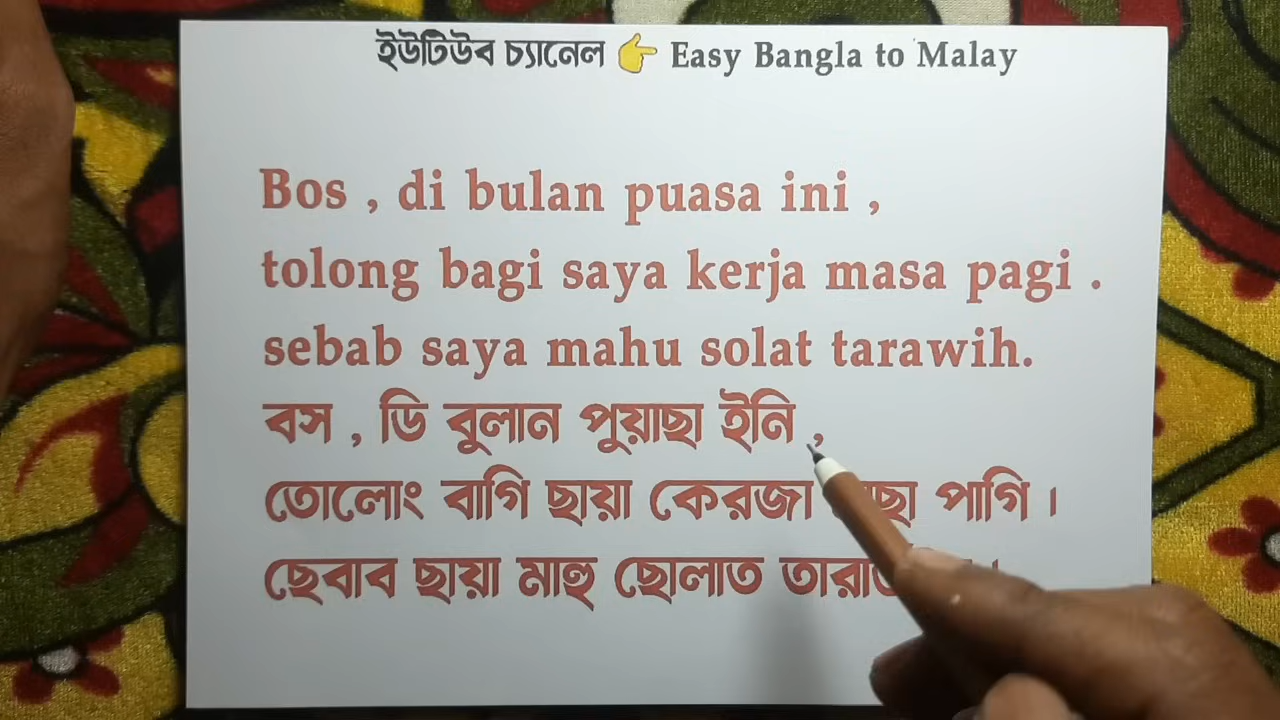 ইউটিউব চ্যানেল 👉 Easy Bangla to Malay
Bos , di bulan puasa ini ,
tolong bagi saya kerja masa pagi .
sebab saya mahu solat tarawih.
বস , ডি বুলান পুয়াছা ইনি ,
তোলোং বাগি ছায়া কেরজা পাগি ।
ছেবাব ছায়া মাহু ছোলাত